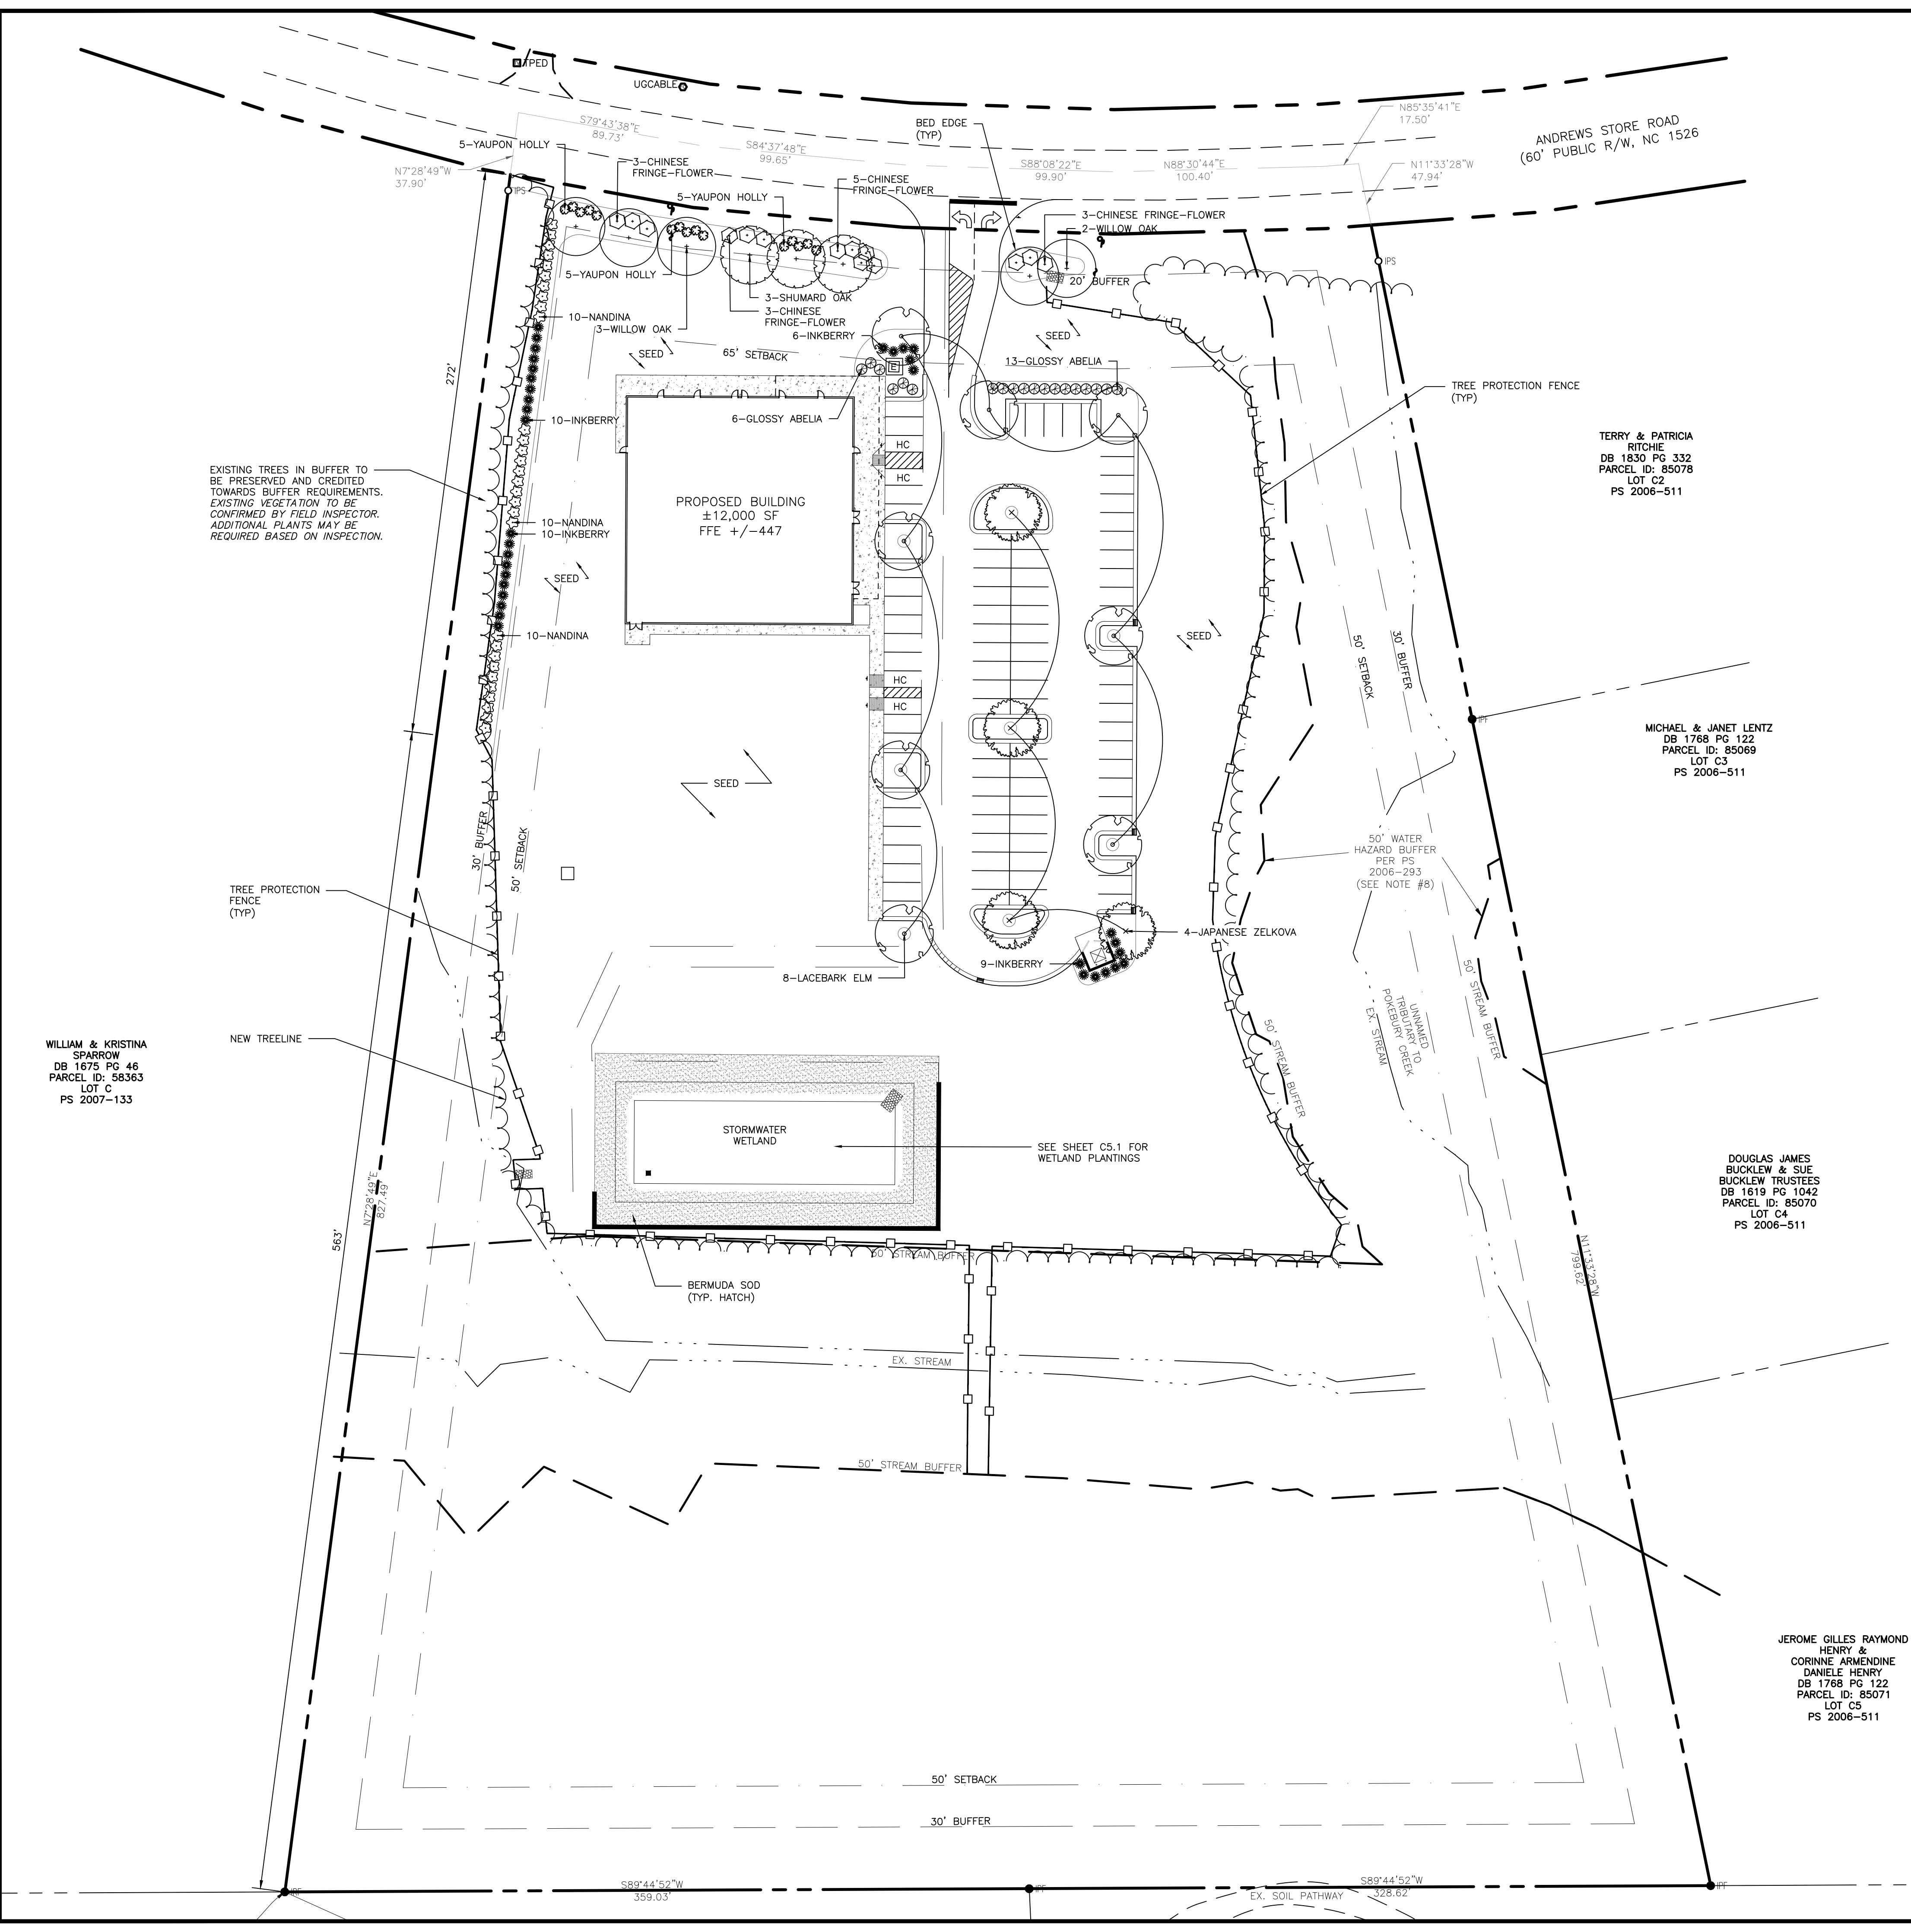 TPED
UGCABLE
N85°35'41"E
17.50'
ANDREWS STORE ROAD
(60' PUBLIC R/W, NC 1526
S79°43'38"E
89.73'
BED EDGE
(TYP)
5-YAUPON HOLLY
S84°37'48"E
99.65'
S88°08'22"E
99.90'
N88°30'44"E
100.40'
N11°33'28"W
47.94'
N7°28'49"W
37.90'
3-CHINESE
FRINGE-FLOWER
5-CHINESE
FRINGE-FLOWER
IPS
5-YAUPON HOLLY
3-CHINESE FRINGE-FLOWER
2-WILLOW OAK
IPS
5-YAUPON HOLLY
20' BUFFER
3-SHUMARD OAK
3-CHINESE
FRINGE-FLOWER
10-NANDINA
3-WILLOW OAK
6-INKBERRY
SEED
SEED
65' SETBACK
13-GLOSSY ABELIA
E
272'
TREE PROTECTION FENCE
(TYP)
10-INKBERRY
6-GLOSSY ABELIA
HC
HC
TERRY & PATRICIA
RITCHIE
DB 1830 PG 332
PARCEL ID: 85078
LOT C2
PS 2006-511
EXISTING TREES IN BUFFER TO
BE PRESERVED AND CREDITED
TOWARDS BUFFER REQUIREMENTS.
EXISTING VEGETATION TO BE
CONFIRMED BY FIELD INSPECTOR.
ADDITIONAL PLANTS MAY BE
REQUIRED BASED ON INSPECTION.
PROPOSED BUILDING
±12,000 SF
FFE +/-447
10-NANDINA
10-INKBERRY
SEED
10-NANDINA
SEED
50' SETBACK
30' BUFFER
HC
HC
IPF
MICHAEL & JANET LENTZ
DB 1768 PG 122
PARCEL ID: 85069
LOT C3
PS 2006-511
SEED
30' BUFFER
50' SETBACK
50' WATER
HAZARD BUFFER
PER PS
2006-293
(SEE NOTE #8)
TREE PROTECTION
FENCE
(TYP)
4-JAPANESE ZELKOVA
9-INKBERRY
8-LACEBARK ELM
50' STREAM BUFFER
UNNAMED
TRIBUTARY TO
POKEBURY CREEK
EX. STREAM
50' STREAM BUFFER
NEW TREELINE
WILLIAM & KRISTINA
SPARROW
DB 1675 PG 46
PARCEL ID: 58363
LOT C
PS 2007-133
STORMWATER
WETLAND
SEE SHEET C5.1 FOR
WETLAND PLANTINGS
DOUGLAS JAMES
BUCKLEW & SUE
BUCKLEW TRUSTEES
DB 1619 PG 1042
PARCEL ID: 85070
LOT C4
PS 2006-511
N7°28'49"E
827.49'
563'
50' STREAM BUFFER
N11°33'28"W
799.62'
BERMUDA SOD
(TYP. HATCH)
EX. STREAM
50' STREAM BUFFER
JEROME GILLES RAYMOND
HENRY &
CORINNE ARMENDINE
DANIELE HENRY
DB 1768 PG 122
PARCEL ID: 85071
LOT C5
PS 2006-511
50' SETBACK
30' BUFFER
IPF
S89°44'52"W
359.03'
IPF
S89°44'52"W
328.62'
IPF
EX. SOIL PATHWAY